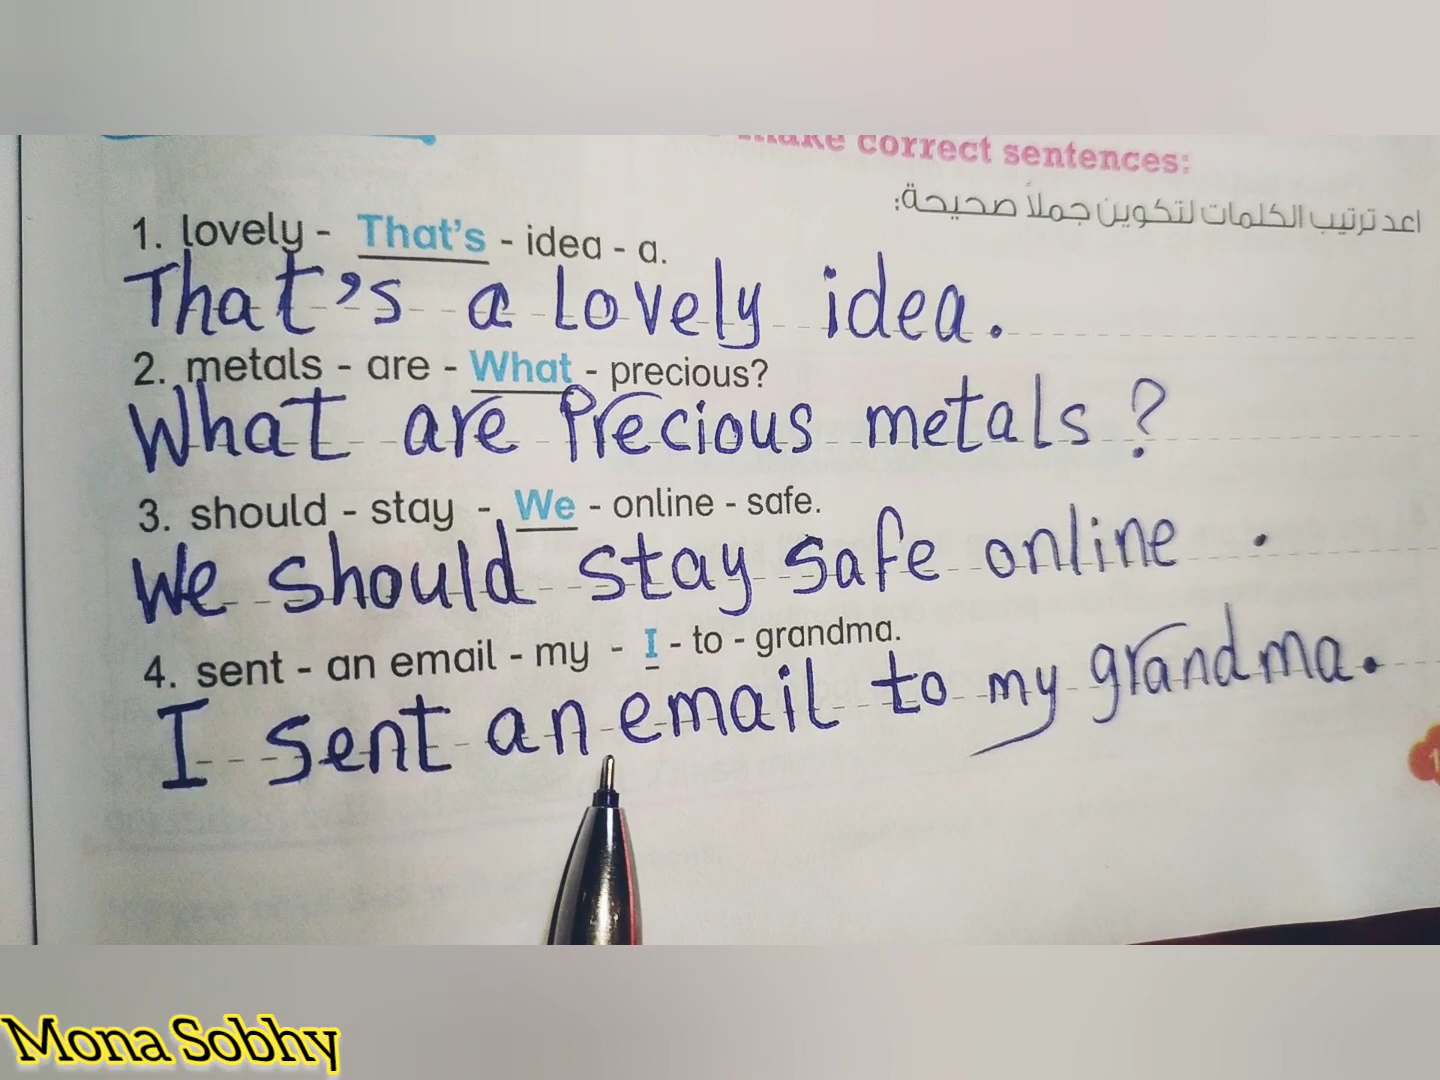 make correct sentences:
اعد ترتيب الكلمات لتكوين جملاً صحيحة:
1. lovely - That's - idea - a.
That's a lovely idea.
2. metals - are - What - precious?
What are Precious metals ?
3. should - stay - We - online - safe.
We should stay safe online .
4. sent - an email - my - I - to - grandma.
I sent an email to my grandma.
Mona Sobhy